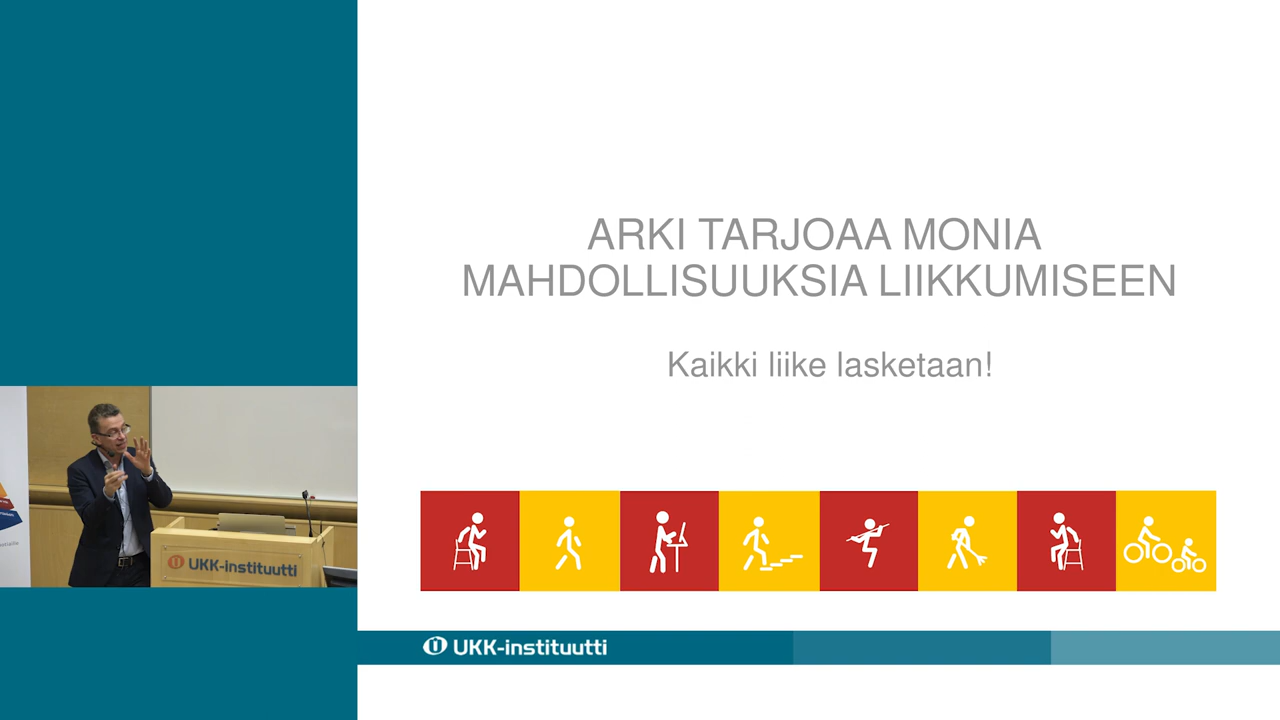 ARKI TARJOAA MONIA
MAHDOLLISUUKSIA LIIKKUMISEEN
Kaikki liike lasketaan!
UKK-instituutti
UKK-instituutti